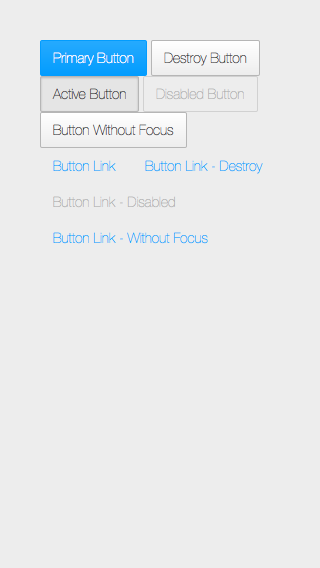 Primary Button Destroy Button
Active Button Disabled Button
Button Without Focus
Button Link Button Link - Destroy
Button Link - Disabled
Button Link - Without Focus